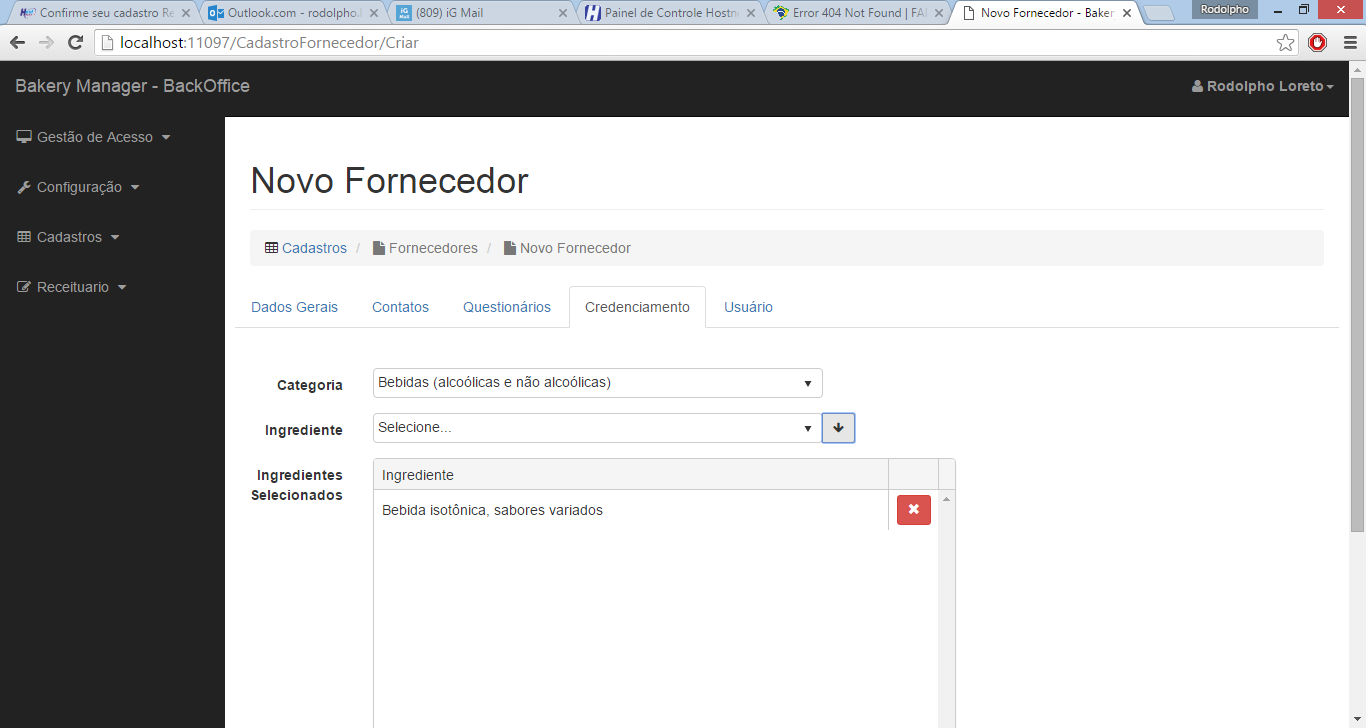 Confirme seu cadastro Re
Outlook.com - rodolpho.l
(809) iG Mail
Painel de Controle Hostn
Error 404 Not Found | FA
Novo Fornecedor - Baker
Rodolpho
localhost:11097/CadastroFornecedor/Criar
Bakery Manager - BackOffice
Rodolpho Loreto
Gestão de Acesso
Configuração
Cadastros
Receituario
Novo Fornecedor
Cadastros / Fornecedores / Novo Fornecedor
Dados Gerais
Contatos
Questionários
Credenciamento
Usuário
Categoria
Bebidas (alcoólicas e não alcoólicas)
Ingrediente
Selecione...
Ingredientes
Selecionados
Ingrediente
Bebida isotônica, sabores variados